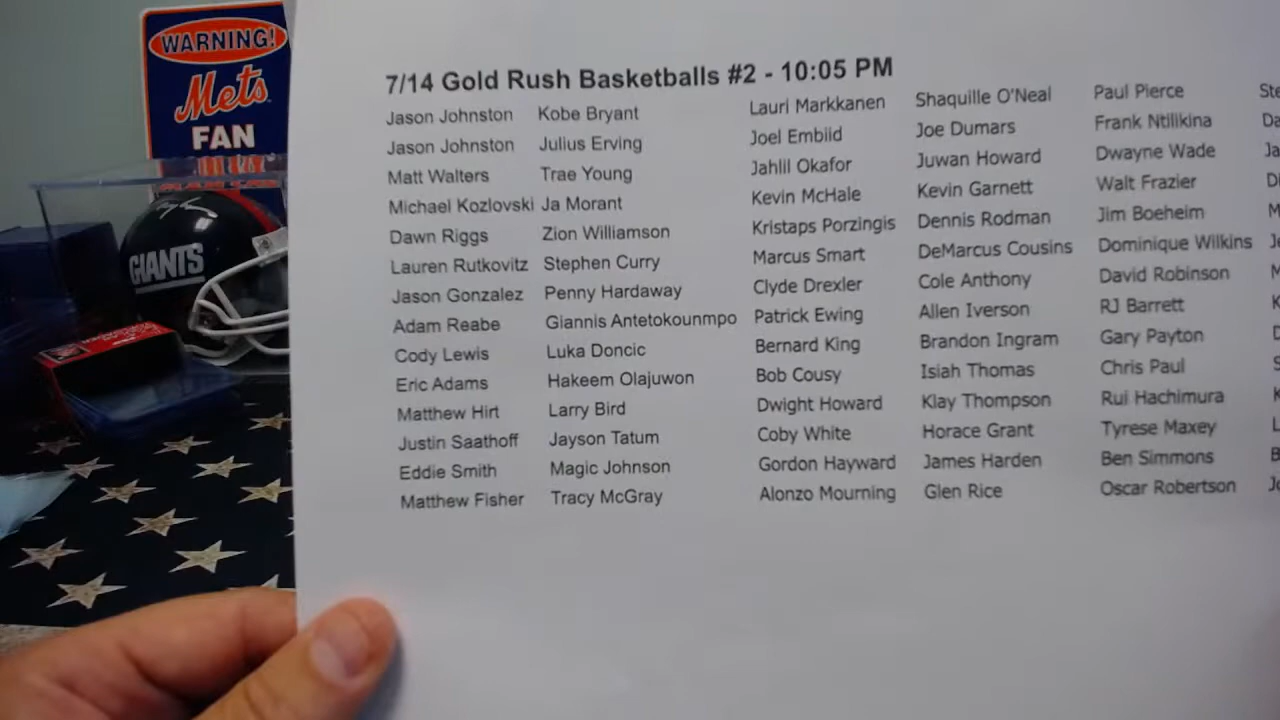 WARNING!
Mets
FAN
GIANTS
7/14 Gold Rush Basketballs #2 - 10:05 PM
Jason Johnston Kobe Bryant Lauri Markkanen Shaquille O'Neal Paul Pierce Ste
Jason Johnston Julius Erving Joel Embiid Joe Dumars Frank Ntilikina Da
Matt Walters Trae Young Jahlil Okafor Juwan Howard Dwayne Wade Ja
Michael Kozlovski Ja Morant Kevin McHale Kevin Garnett Walt Frazier
Dawn Riggs Zion Williamson Kristaps Porzingis Dennis Rodman Jim Boeheim M
Lauren Rutkovitz Stephen Curry Marcus Smart DeMarcus Cousins Dominique Wilkins Je
Jason Gonzalez Penny Hardaway Clyde Drexler Cole Anthony David Robinson M
Adam Reabe Giannis Antetokounmpo Patrick Ewing Allen Iverson RJ Barrett K
Cody Lewis Luka Doncic Bernard King Brandon Ingram Gary Payton D
Eric Adams Hakeem Olajuwon Bob Cousy Isiah Thomas Chris Paul S
Matthew Hirt Larry Bird Dwight Howard Klay Thompson Rui Hachimura K
Justin Saathoff Jayson Tatum Coby White Horace Grant Tyrese Maxey L
Eddie Smith Magic Johnson Gordon Hayward James Harden Ben Simmons B
Matthew Fisher Tracy McGray Alonzo Mourning Glen Rice Oscar Robertson Jo